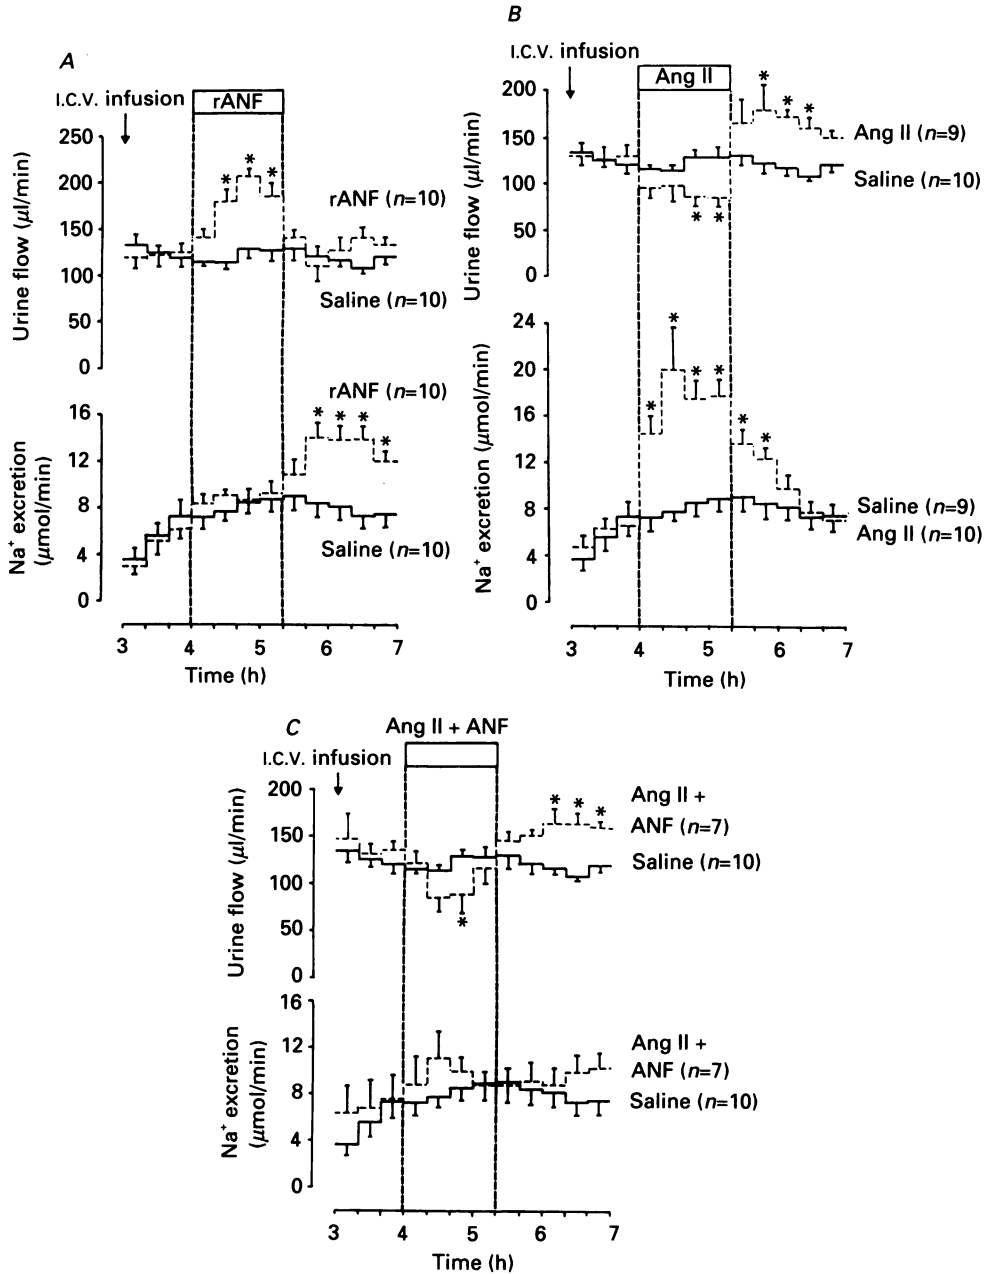 A
I.C.V. infusion
rANF
250
200
150
100
50
0
Urine flow (µl/min)
* * *
rANF (n=10)
Saline (n=10)
rANF (n=10)
16
12
8
4
0
Na⁺ excretion
(µmol/min)
* * * *
Saline (n=10)
3 4 5 6 7
Time (h)
B
I.C.V. infusion
Ang II
200
150
100
50
0
Urine flow (µl/min)
* * *
Ang II (n=9)
Saline (n=10)
* *
24
20
16
12
8
4
0
Na⁺ excretion (µmol/min)
* * * * * *
Saline (n=9)
Ang II (n=10)
3 4 5 6 7
Time (h)
C
Ang II + ANF
I.C.V. infusion
200
150
100
50
0
Urine flow (µl/min)
* * *
Ang II +
ANF (n=7)
Saline (n=10)
*
16
12
8
4
0
Na⁺ excretion
(µmol/min)
Ang II +
ANF (n=7)
Saline (n=10)
3 4 5 6 7
Time (h)